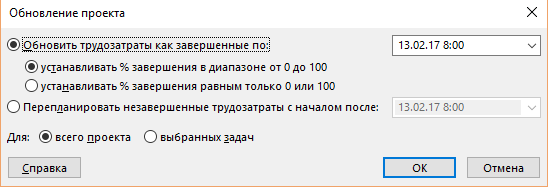 Обновление проекта
Обновить трудозатраты как завершенные по: 13.02.17 8:00
устанавливать % завершения в диапазоне от 0 до 100
устанавливать % завершения равным только 0 или 100
Перепланировать незавершенные трудозатраты с началом после: 13.02.17 8:00
Для: всего проекта выбранных задач
Справка ОК Отмена